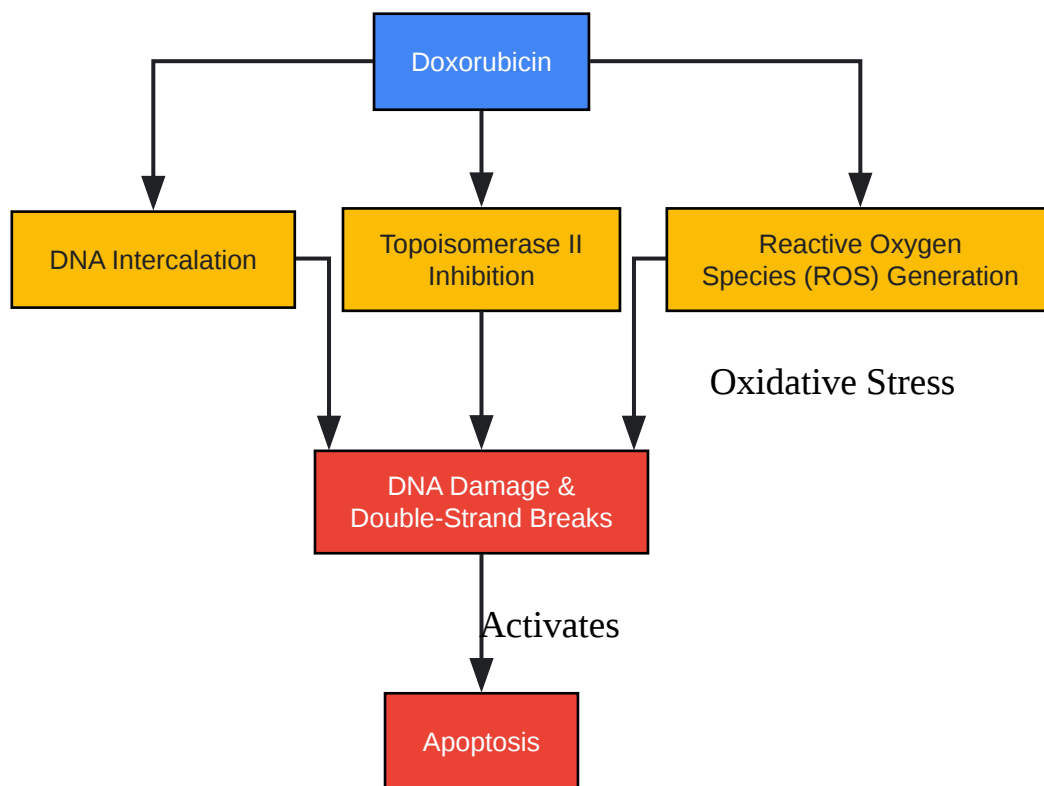 Doxorubicin
DNA Intercalation
Topoisomerase II
Inhibition
Reactive Oxygen
Species (ROS) Generation
Oxidative Stress
DNA Damage &
Double-Strand Breaks
Activates
Apoptosis